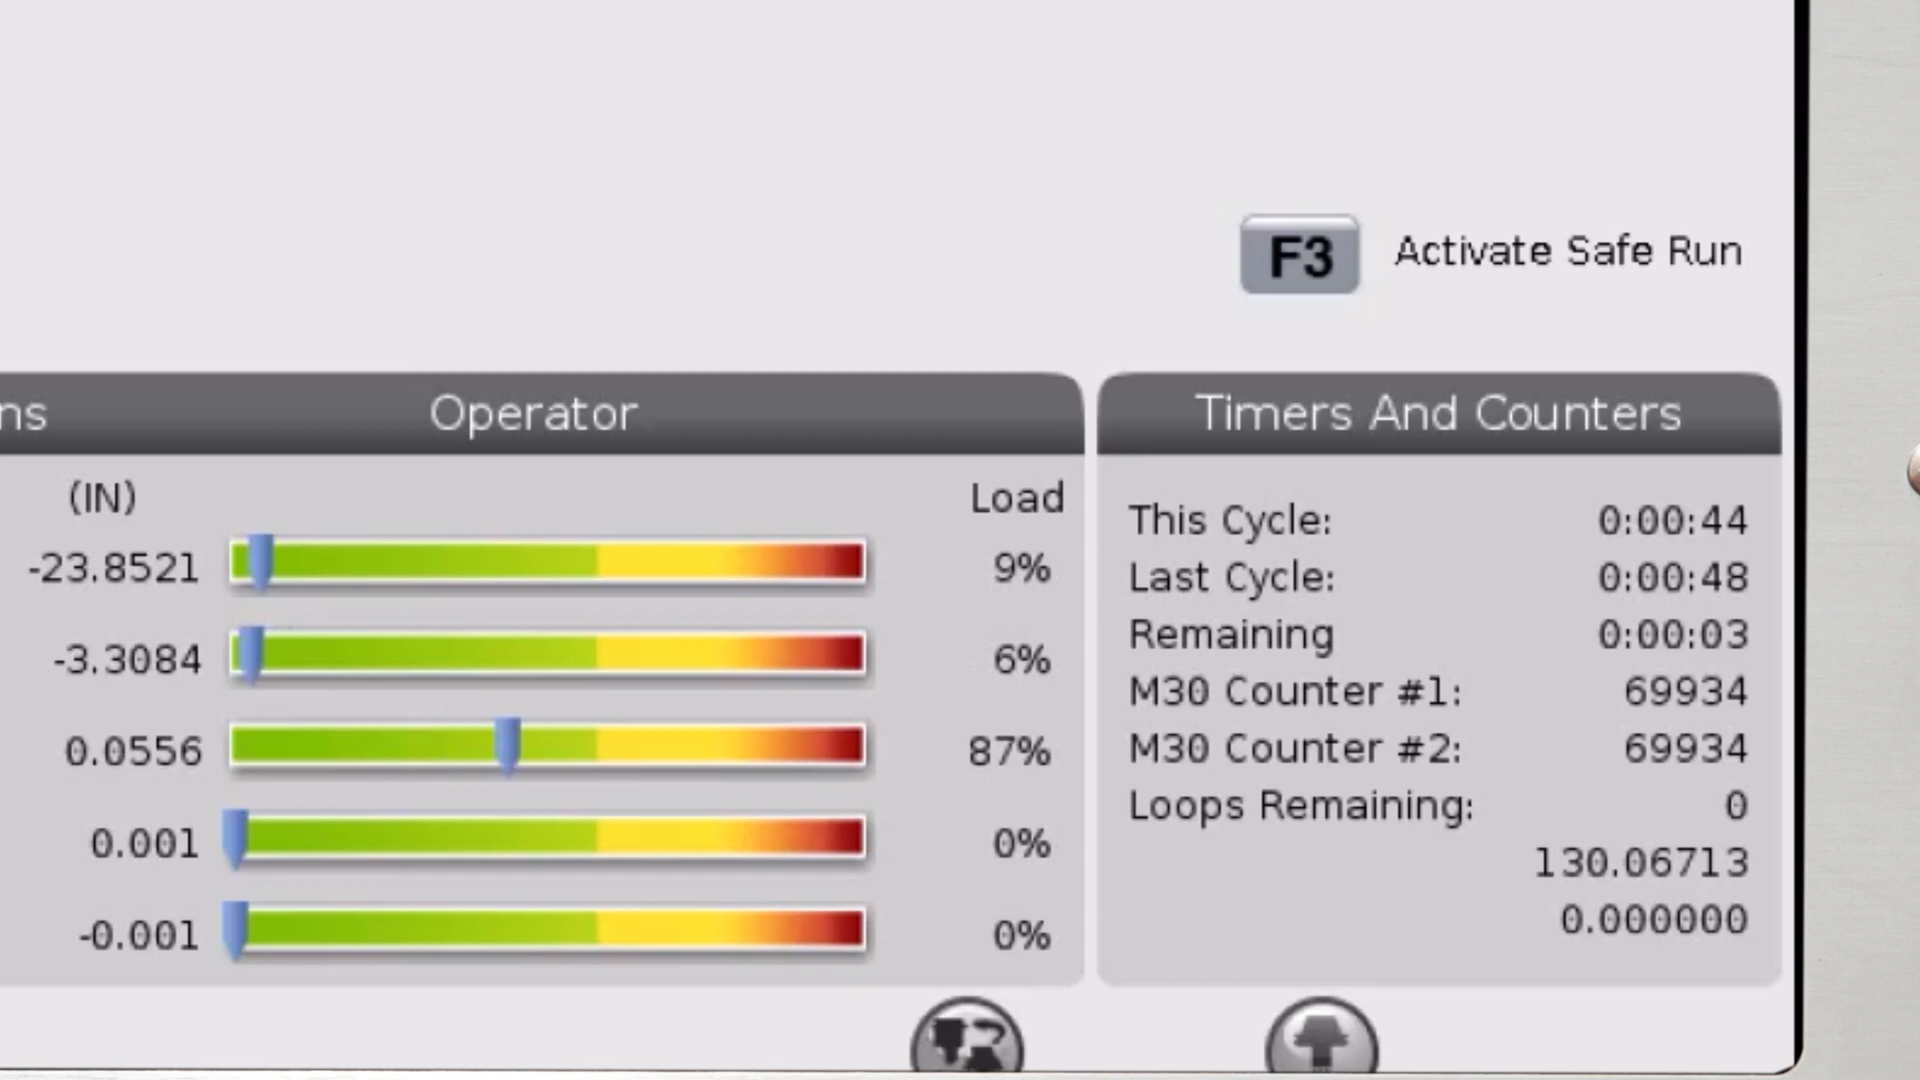 F3 Activate Safe Run
ns Operator
(IN) Load
-23.8521 9%
-3.3084 6%
0.0556 87%
0.001 0%
-0.001 0%
Timers And Counters
This Cycle: 0:00:44
Last Cycle: 0:00:48
Remaining 0:00:03
M30 Counter #1: 69934
M30 Counter #2: 69934
Loops Remaining: 0
130.06713
0.000000